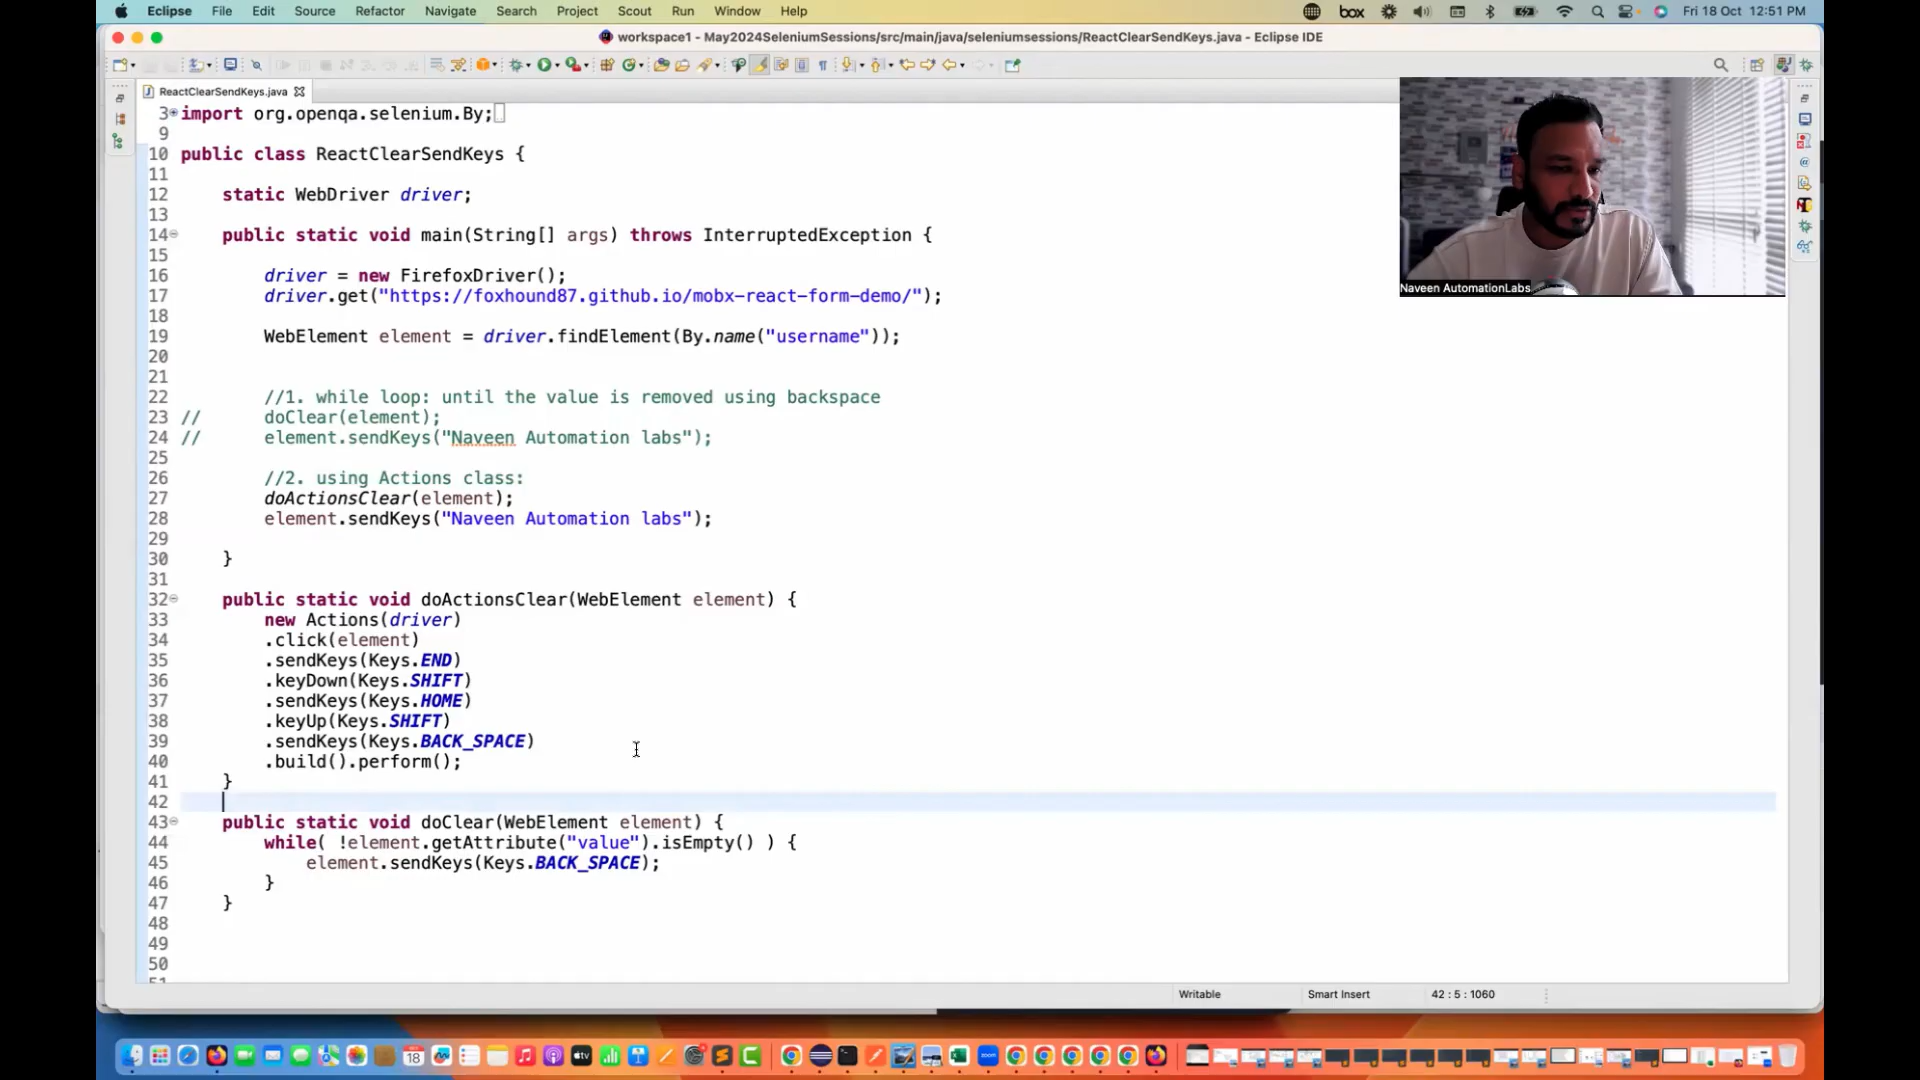 Eclipse File Edit Source Refactor Navigate Search Project Scout Run Window Help box Fri 18 Oct 12:51 PM
workspace1 - May2024SeleniumSessions/src/main/java/seleniumsessions/ReactClearSendKeys.java - Eclipse IDE
ReactClearSendKeys.java
3 import org.openqa.selenium.By;
9
10 public class ReactClearSendKeys {
11
12 static WebDriver driver;
13
14 public static void main(String[] args) throws InterruptedException {
15
16 driver = new FirefoxDriver();
17 driver.get("https://foxhound87.github.io/mobx-react-form-demo/");
18
19 WebElement element = driver.findElement(By.name("username"));
20
21
22 //1. while loop: until the value is removed using backspace
23 // doClear(element);
24 // element.sendKeys("Naveen Automation labs");
25
26 //2. using Actions class:
27 doActionsClear(element);
28 element.sendKeys("Naveen Automation labs");
29
30 }
31
32 public static void doActionsClear(WebElement element) {
33 new Actions(driver)
34 .click(element)
35 .sendKeys(Keys.END)
36 .keyDown(Keys.SHIFT)
37 .sendKeys(Keys.HOME)
38 .keyUp(Keys.SHIFT)
39 .sendKeys(Keys.BACK_SPACE)
40 .build().perform();
41 }
42
43 public static void doClear(WebElement element) {
44 while( !element.getAttribute("value").isEmpty() ) {
45 element.sendKeys(Keys.BACK_SPACE);
46 }
47 }
48
49
50
51
Naveen AutomationLabs
Writable Smart Insert 42 : 5 : 1060
OCT
18
zoom